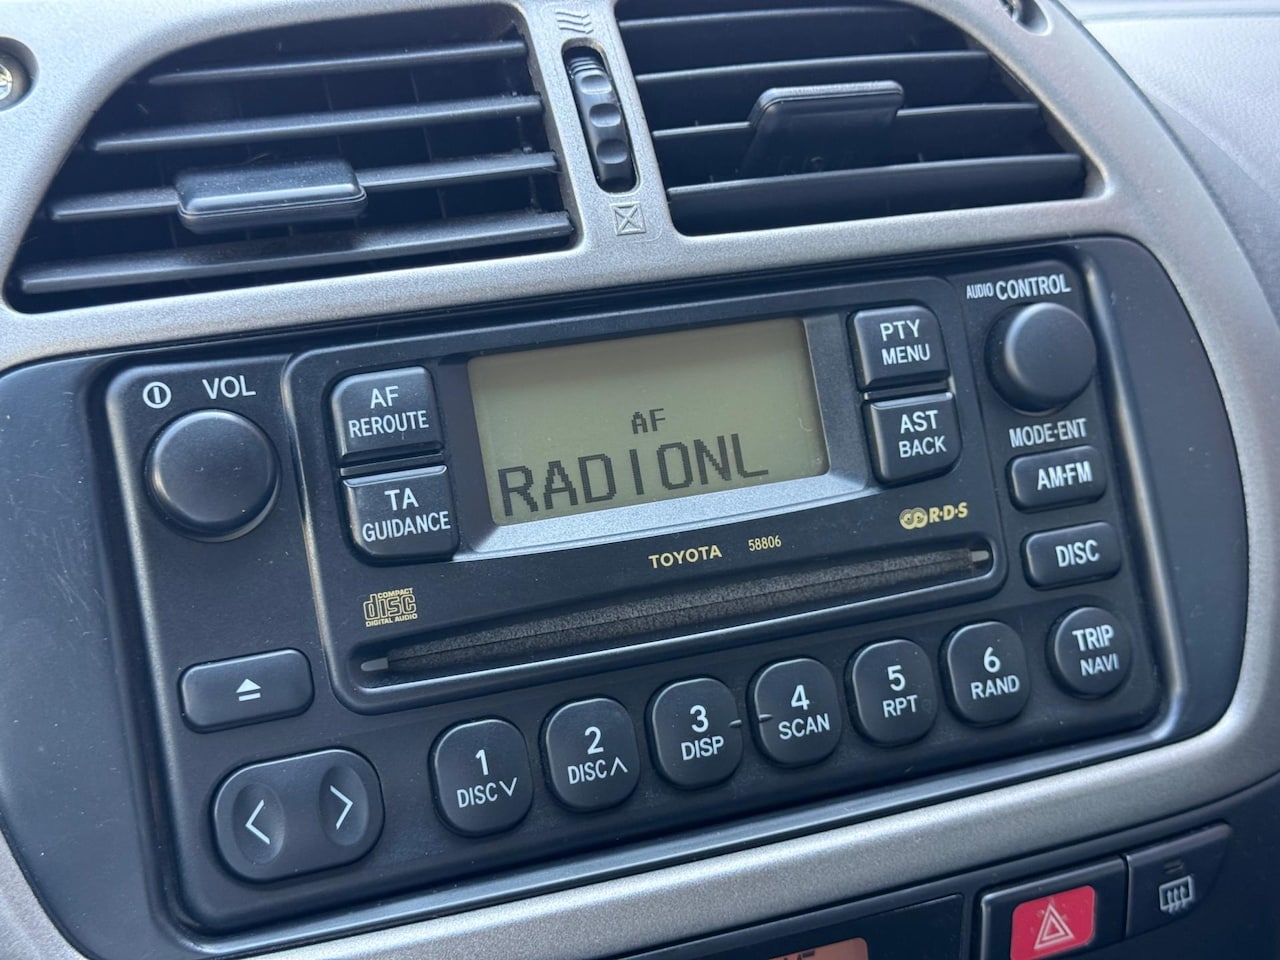 AUDIO CONTROL
VOL
AF
REROUTE
AF
RADIONL
PTY
MENU
AST
BACK
MODE·ENT
AM·FM
TA
GUIDANCE
R·D·S
TOYOTA 58806
DISC
COMPACT
disc
DIGITAL AUDIO
TRIP
NAVI
1
DISC
2
DISC
3
DISP
4
SCAN
5
RPT
6
RAND